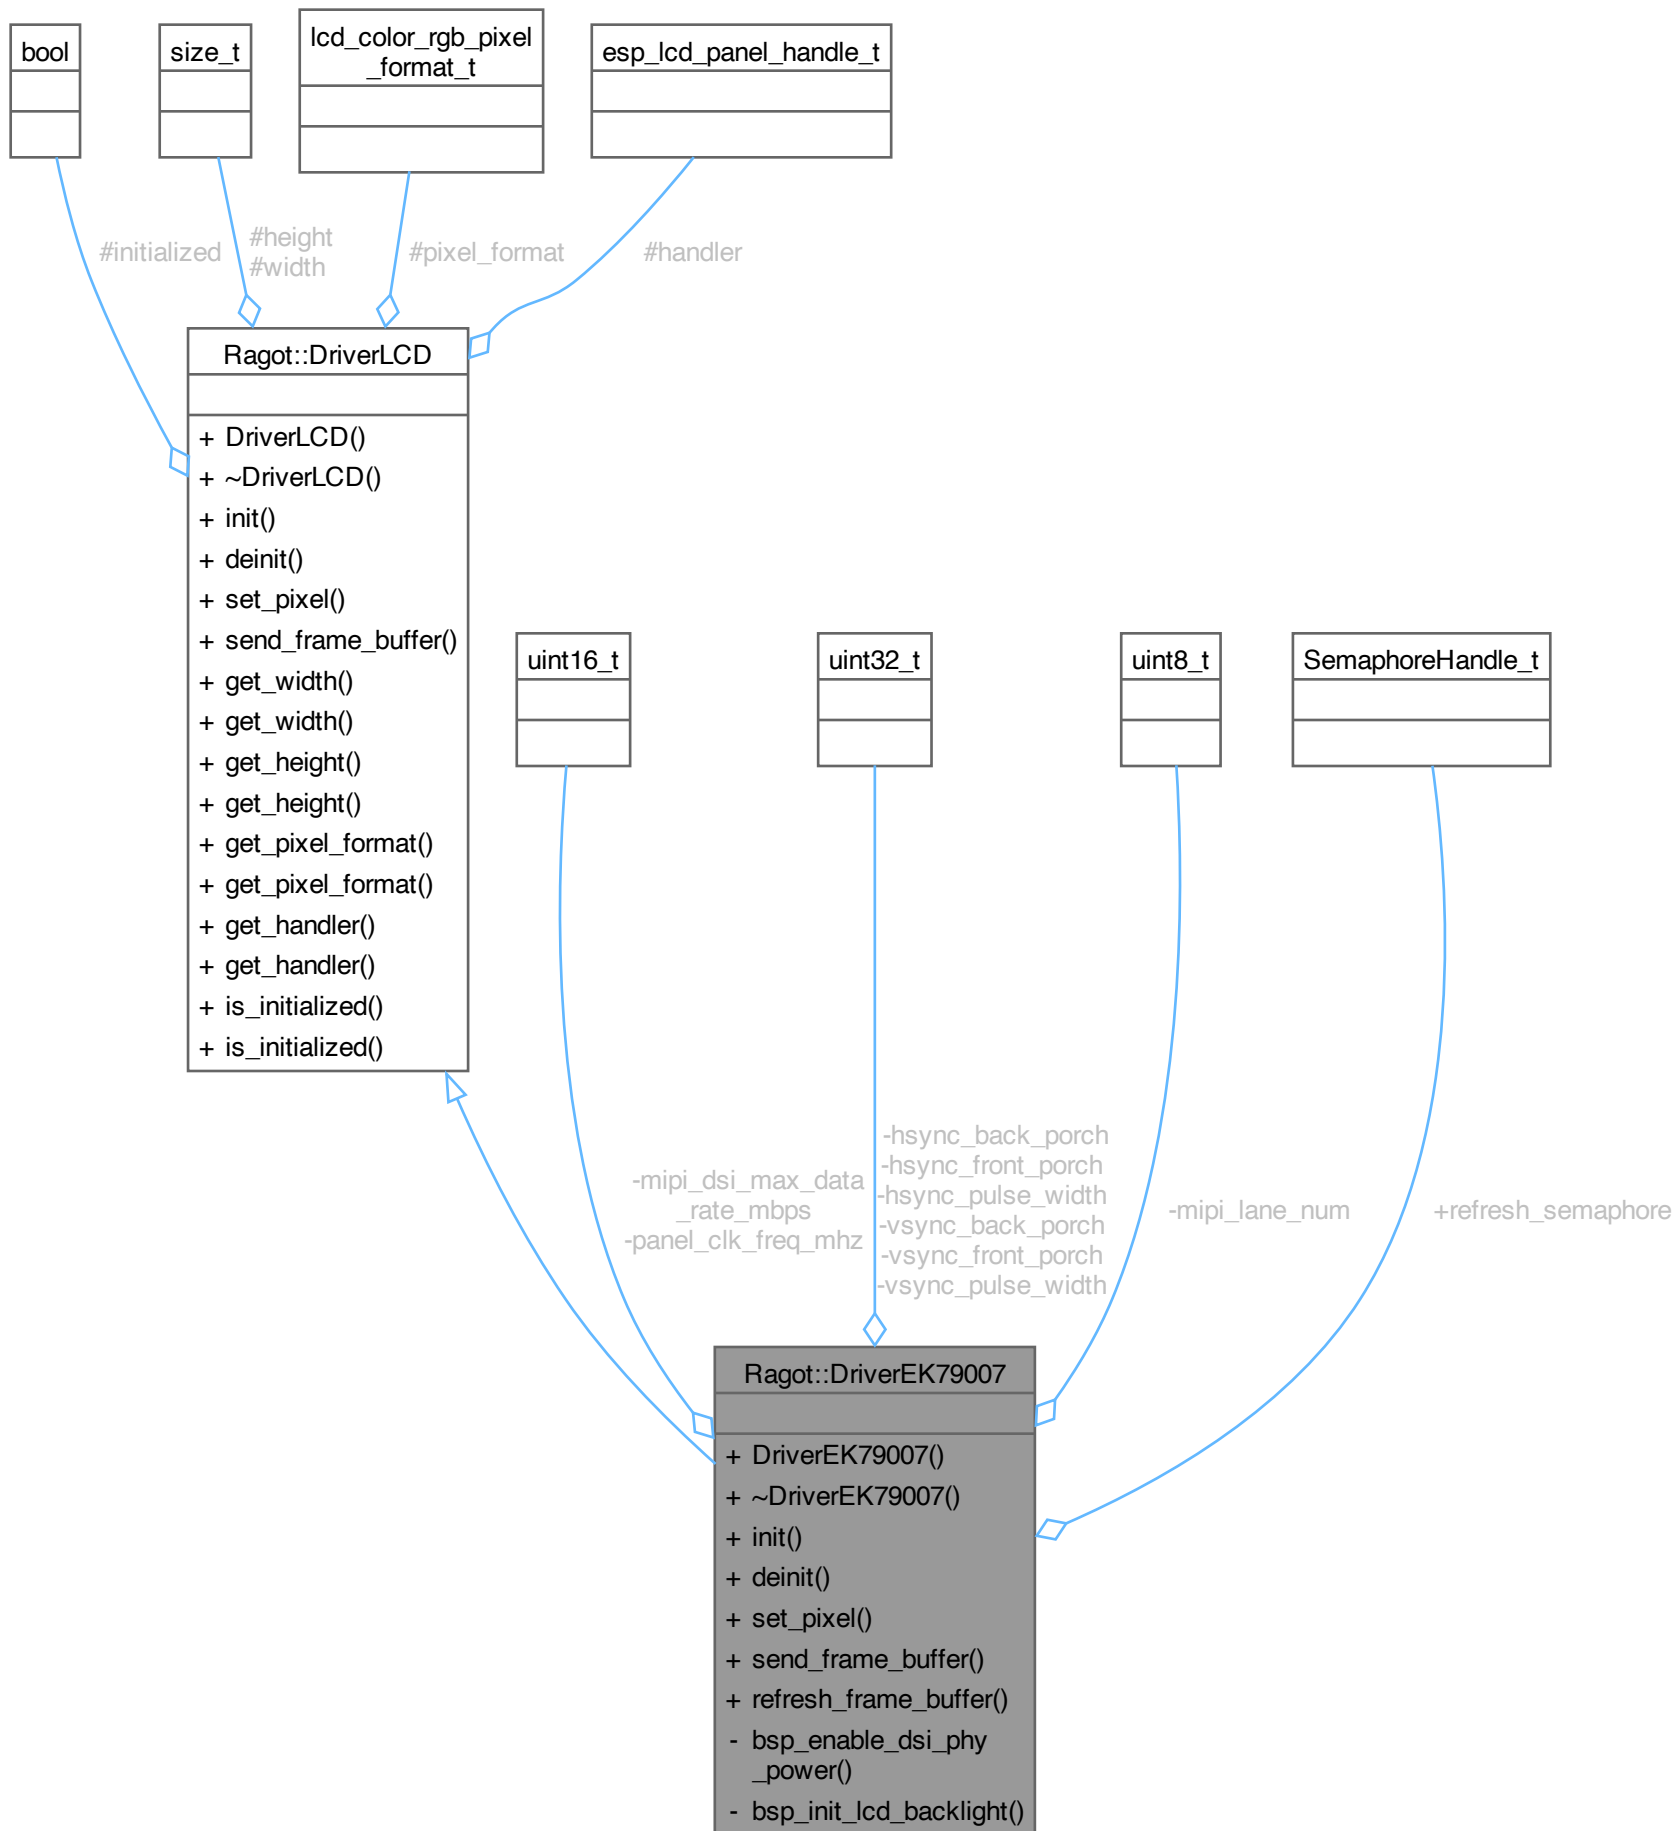 bool
size_t
lcd_color_rgb_pixel
_format_t
esp_lcd_panel_handle_t
#initialized
#height
#width
#pixel_format
#handler
Ragot::DriverLCD
+ DriverLCD()
+ ~DriverLCD()
+ init()
+ deinit()
+ set_pixel()
+ send_frame_buffer()
+ get_width()
+ get_width()
+ get_height()
+ get_height()
+ get_pixel_format()
+ get_pixel_format()
+ get_handler()
+ get_handler()
+ is_initialized()
+ is_initialized()
uint16_t
uint32_t
uint8_t
SemaphoreHandle_t
-mipi_dsi_max_data
_rate_mbps
-panel_clk_freq_mhz
-hsync_back_porch
-hsync_front_porch
-hsync_pulse_width
-vsync_back_porch
-vsync_front_porch
-vsync_pulse_width
-mipi_lane_num
+refresh_semaphore
Ragot::DriverEK79007
+ DriverEK79007()
+ ~DriverEK79007()
+ init()
+ deinit()
+ set_pixel()
+ send_frame_buffer()
+ refresh_frame_buffer()
- bsp_enable_dsi_phy
_power()
- bsp_init_lcd_backlight()